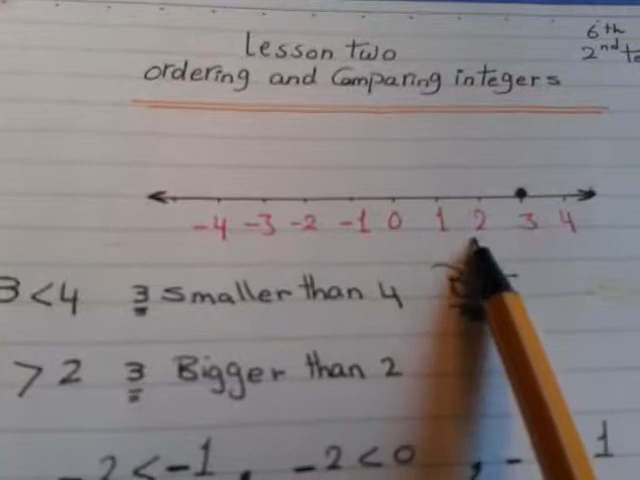 6th
Lesson two
2nd
ordering and Comparing integers
-4 -3 -2 -1 0 1 2 3 4
3<4 3 Smaller than 4
> 2 3 Bigger than 2
-2<-1, -2<0, - 1